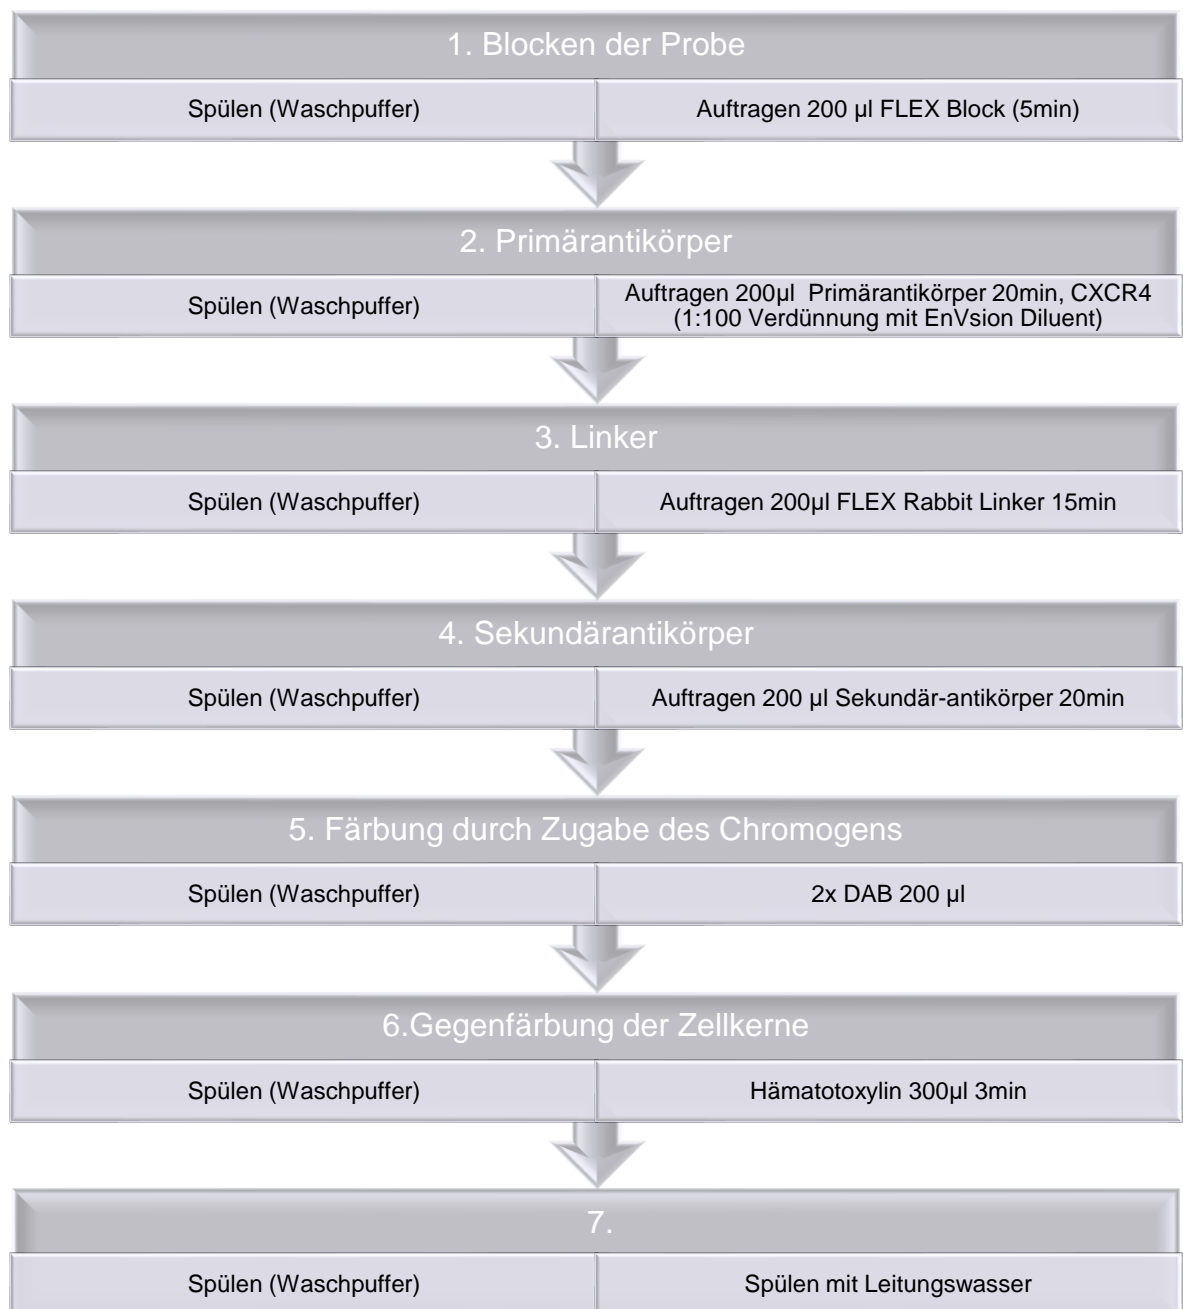 1. Blocken der Probe
Spülen (Waschpuffer)
Auftragen 200 µl FLEX Block (5min)
2. Primärantikörper
Spülen (Waschpuffer)
Auftragen 200µl  Primärantikörper 20min, CXCR4
(1:100 Verdünnung mit EnVsion Diluent)
3. Linker
Spülen (Waschpuffer)
Auftragen 200µl FLEX Rabbit Linker 15min
4. Sekundärantikörper
Spülen (Waschpuffer)
Auftragen 200 µl Sekundär-antikörper 20min
5. Färbung durch Zugabe des Chromogens
Spülen (Waschpuffer)
2x DAB 200 µl
6.Gegenfärbung der Zellkerne
Spülen (Waschpuffer)
Hämatotoxylin 300µl 3min
7.
Spülen (Waschpuffer)
Spülen mit Leitungswasser